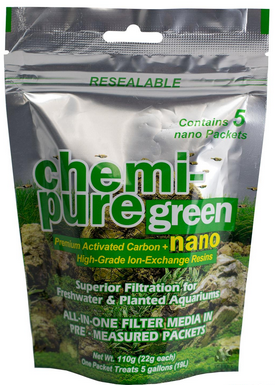 RESEALABLE
Contains 5
nano Packets
chemi-
pure green
nano
Premium Activated Carbon +
High-Grade Ion-Exchange Resins
Superior Filtration for
Freshwater & Planted Aquariums
ALL-IN-ONE FILTER MEDIA IN
PRE - MEASURED PACKETS
Net Wt. 110g (22g each)
One Packet Treats 5 gallons (19L)